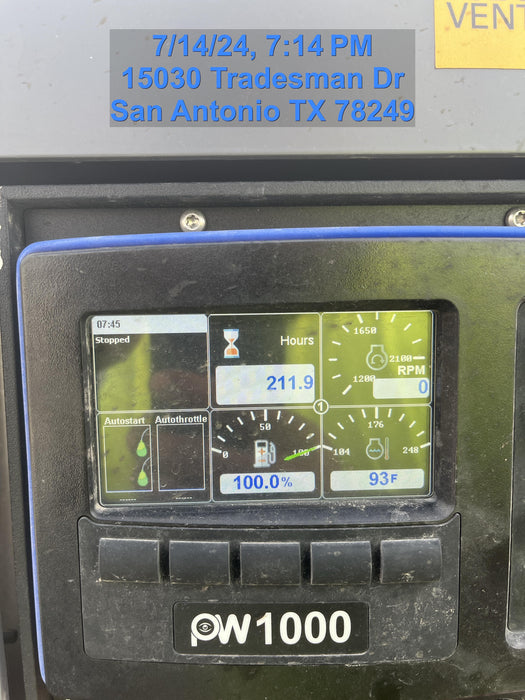 VENT
7/14/24, 7:14 PM
15030 Tradesman Dr
San Antonio TX 78249
07:45
Stopped
Hours
211.9
1650
2100
1200
RPM
0
1
Autostart Autothrottle
0 50 100
100.0%
104 176 248
93F
PW1000